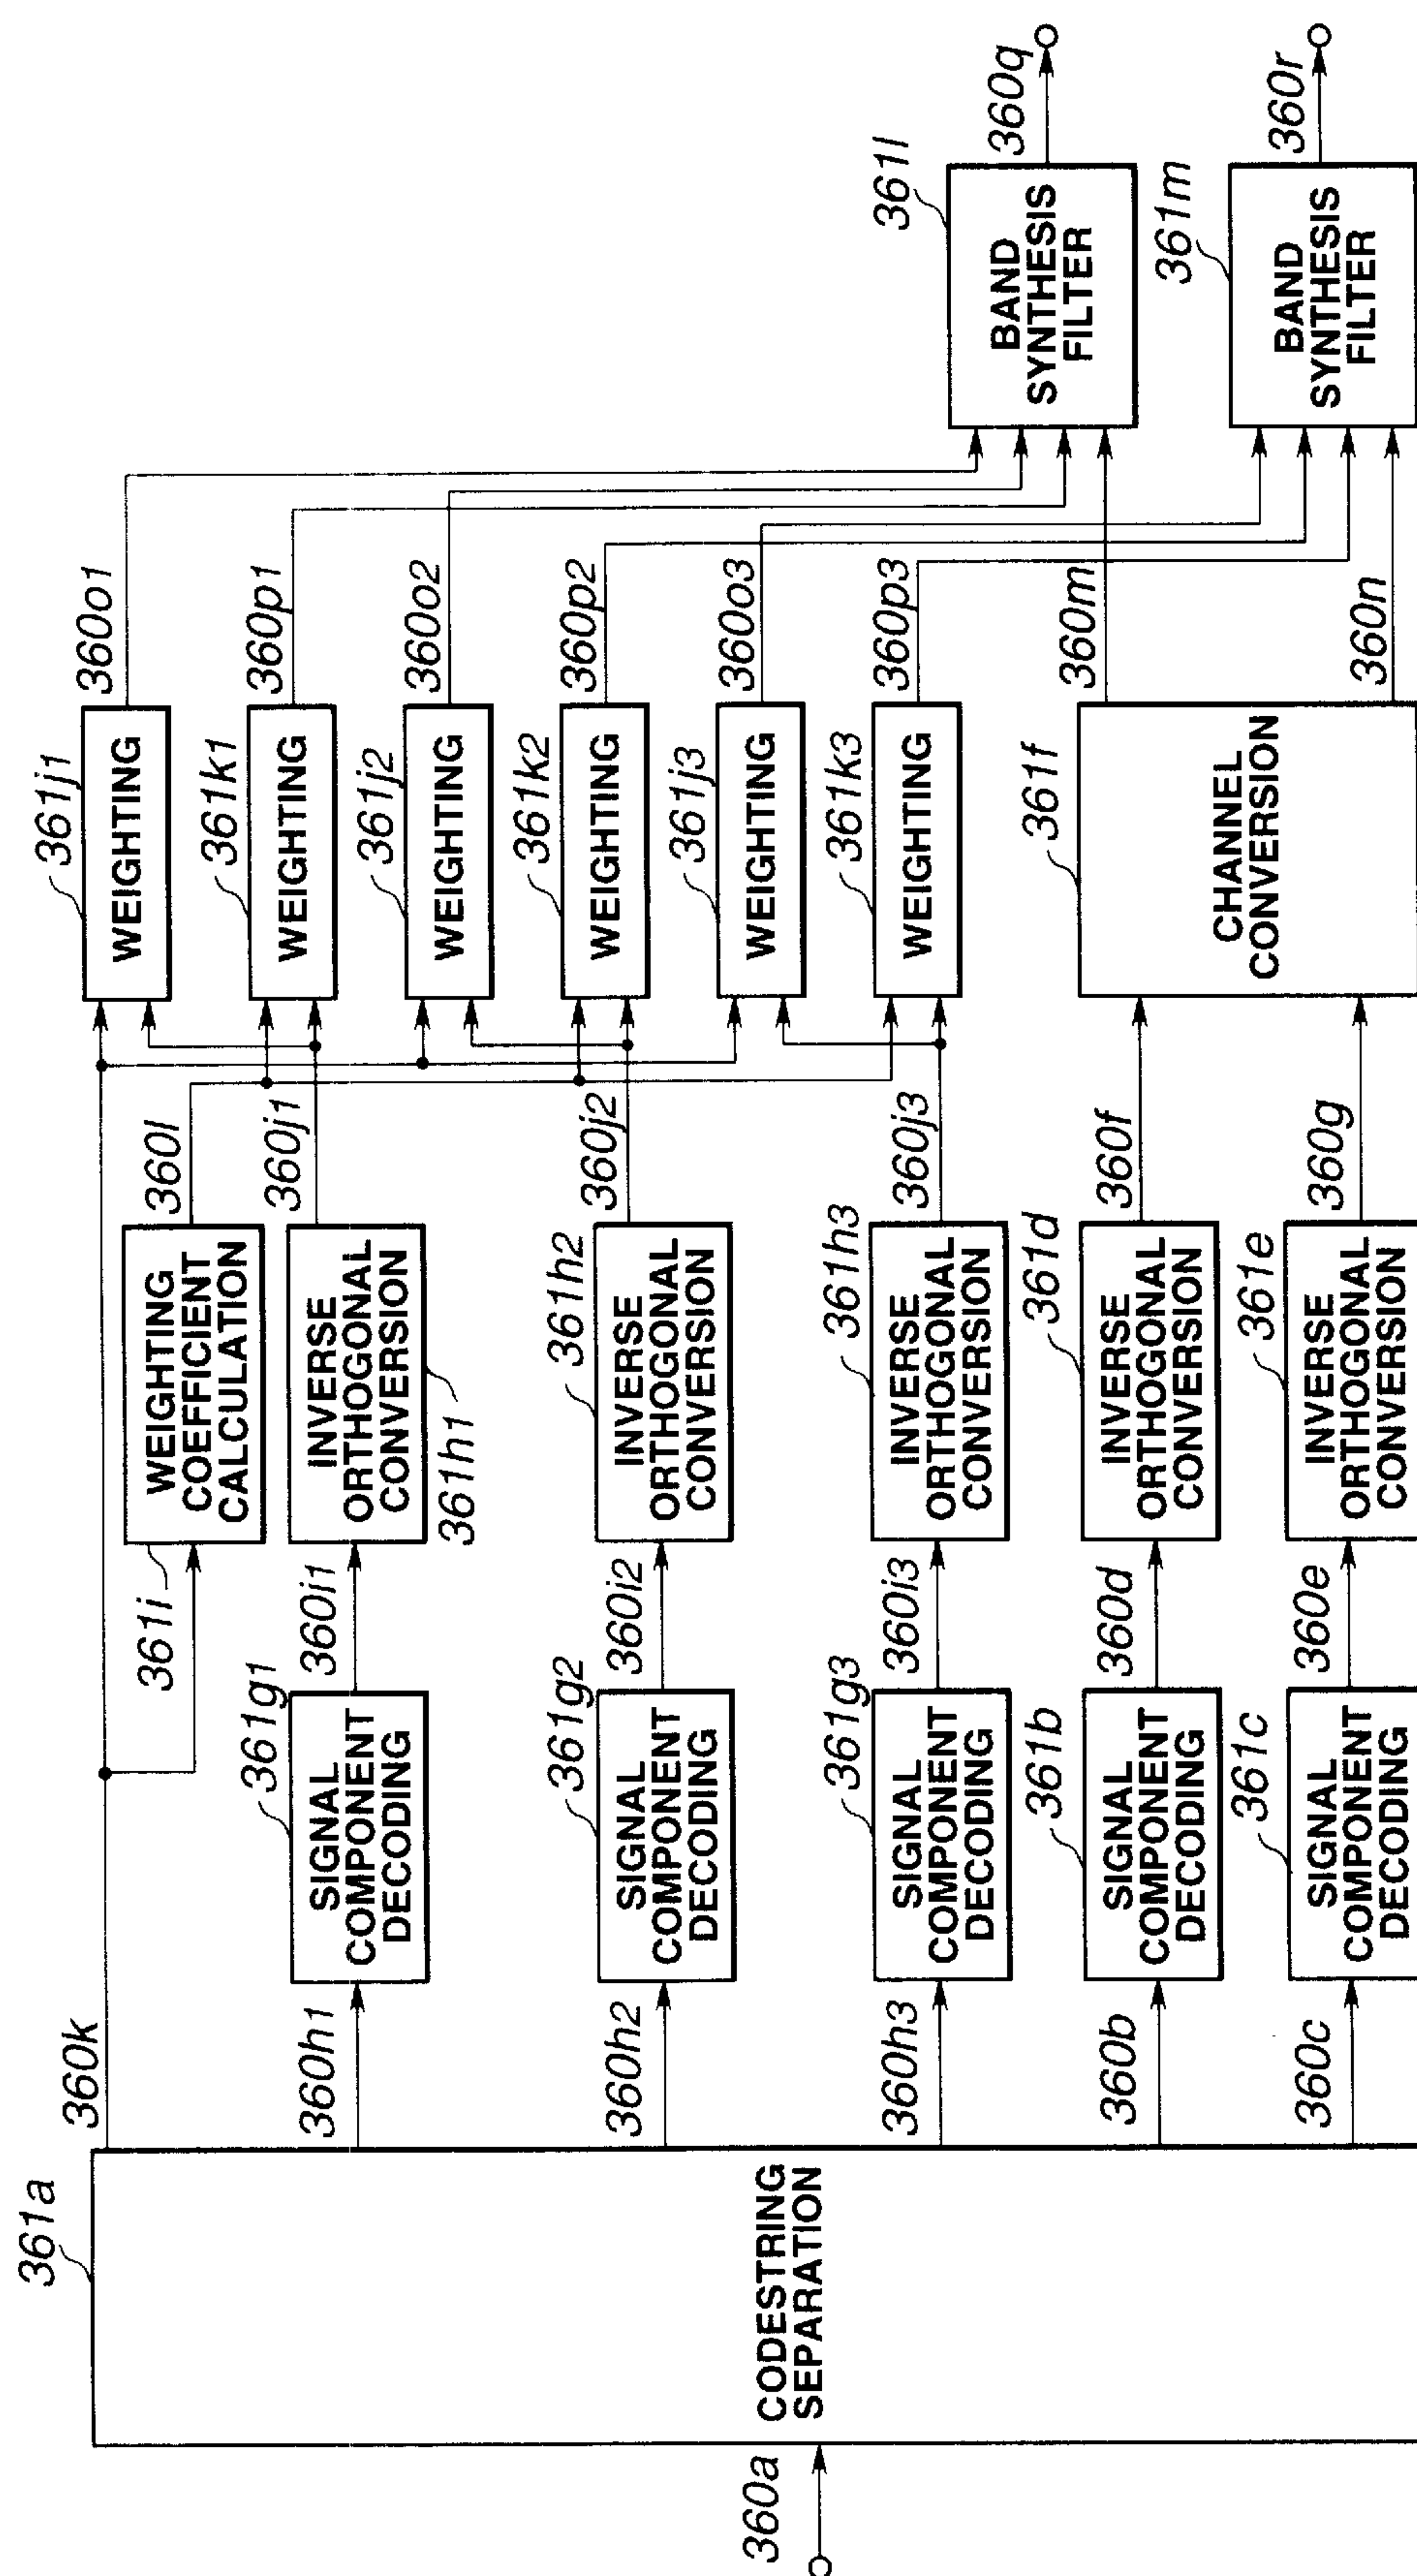 360a
361a
CODESTRING
SEPARATION
360k
360h1
360h2
360h3
360b
360c
361g1
SIGNAL
COMPONENT
DECODING
361g2
SIGNAL
COMPONENT
DECODING
361g3
SIGNAL
COMPONENT
DECODING
361b
SIGNAL
COMPONENT
DECODING
361c
SIGNAL
COMPONENT
DECODING
361i
360i1
360i2
360i3
360d
360e
WEIGHTING
COEFFICIENT
CALCULATION
INVERSE
ORTHOGONAL
CONVERSION
361h1
361h2
INVERSE
ORTHOGONAL
CONVERSION
361h3
INVERSE
ORTHOGONAL
CONVERSION
361d
INVERSE
ORTHOGONAL
CONVERSION
361e
INVERSE
ORTHOGONAL
CONVERSION
360l
360j1
360j2
360j3
360f
360g
361j1
WEIGHTING
361k1
WEIGHTING
361j2
WEIGHTING
361k2
WEIGHTING
361j3
WEIGHTING
361k3
WEIGHTING
361f
CHANNEL
CONVERSION
360o1
360p1
360o2
360p2
360o3
360p3
360m
360n
361l
BAND
SYNTHESIS
FILTER
361m
BAND
SYNTHESIS
FILTER
360q
360r